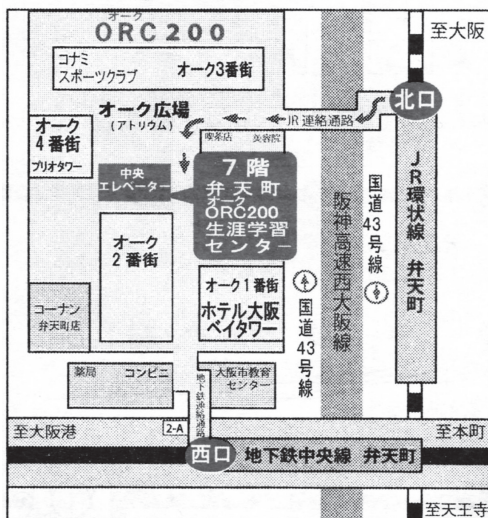 オーク
ORC200
コナミ
スポーツクラブ
オーク3番街
至大阪
北口
JR連絡通路
オーク広場
(アトリウム)
喫茶店
美容院
オーク
4番街
プリオタワー
中央
エレベーター
7階
弁天町
オーク
ORC200
生涯学習
センター
国道43号線
阪神高速西大阪線
JR環状線 弁天町
オーク
2番街
オーク1番街
ホテル大阪
ベイタワー
国道43号線
コーナン
弁天町店
薬局
コンビニ
地下鉄連絡通路
大阪市教育
センター
至大阪港
2-A
至本町
西口
地下鉄中央線 弁天町
至天王寺